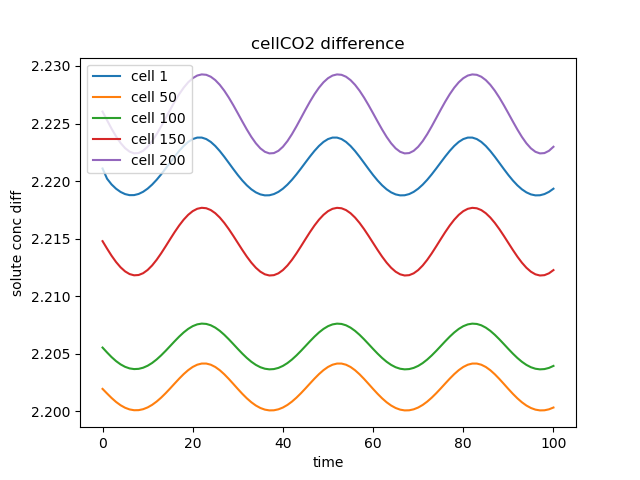 cellCO2 difference
2.230
2.225
2.220
2.215
2.210
2.205
2.200
solute conc diff
cell 1
cell 50
cell 100
cell 150
cell 200
0
20
40
60
80
100
time